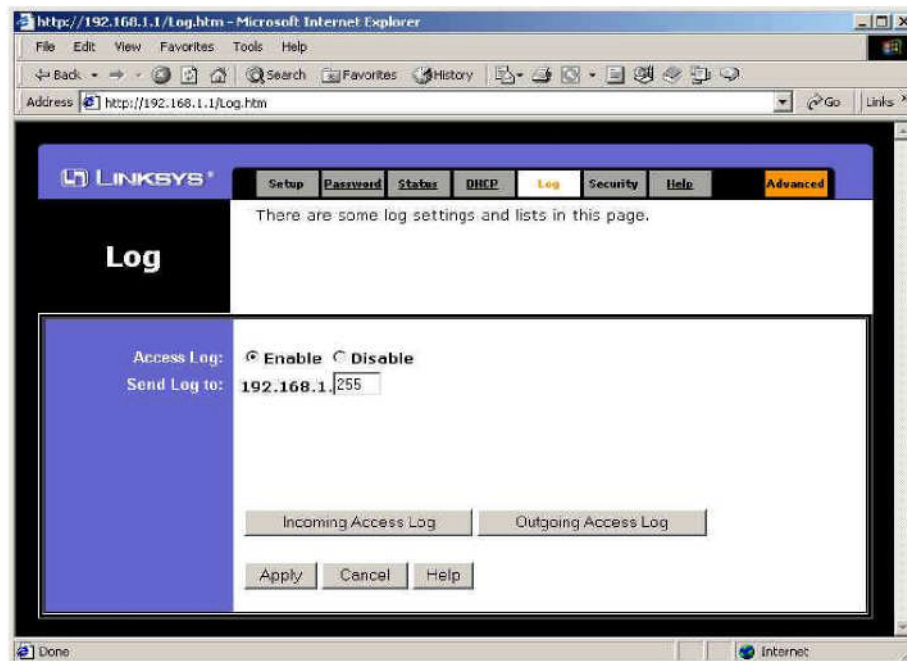 http://192.168.1.1/Log.htm - Microsoft Internet Explorer
File Edit View Favorites Tools Help
Back Search Favorites History
Address http://192.168.1.1/Log.htm Go Links »
LINKSYS®
Setup Password Status DHCP Log Security Help Advanced
There are some log settings and lists in this page.
Log
Access Log: Enable Disable
Send Log to: 192.168.1. 255
Incoming Access Log Outgoing Access Log
Apply Cancel Help
Done Internet